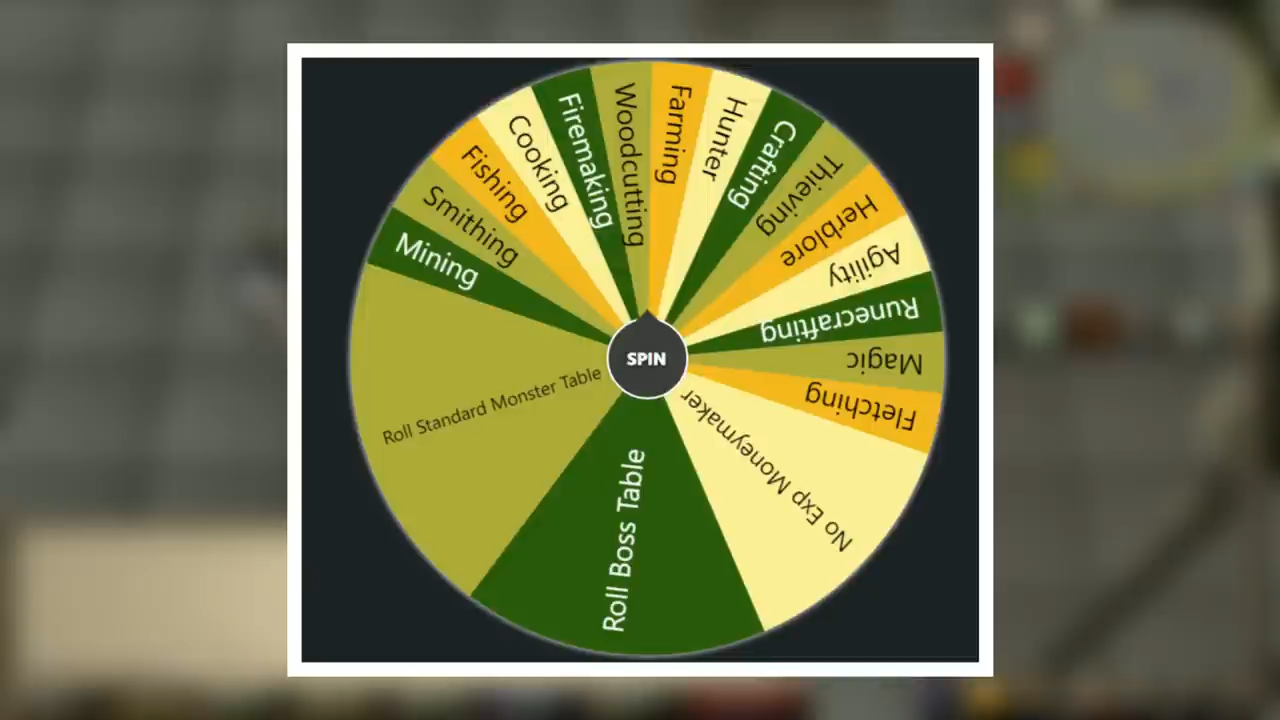 Woodcutting
Farming
Hunter
Crafting
Thieving
Herblore
Agility
Runecrafting
Magic
Fletching
No Exp Moneymaker
Roll Boss Table
Roll Standard Monster Table
Mining
Smithing
Fishing
Cooking
Firemaking
SPIN